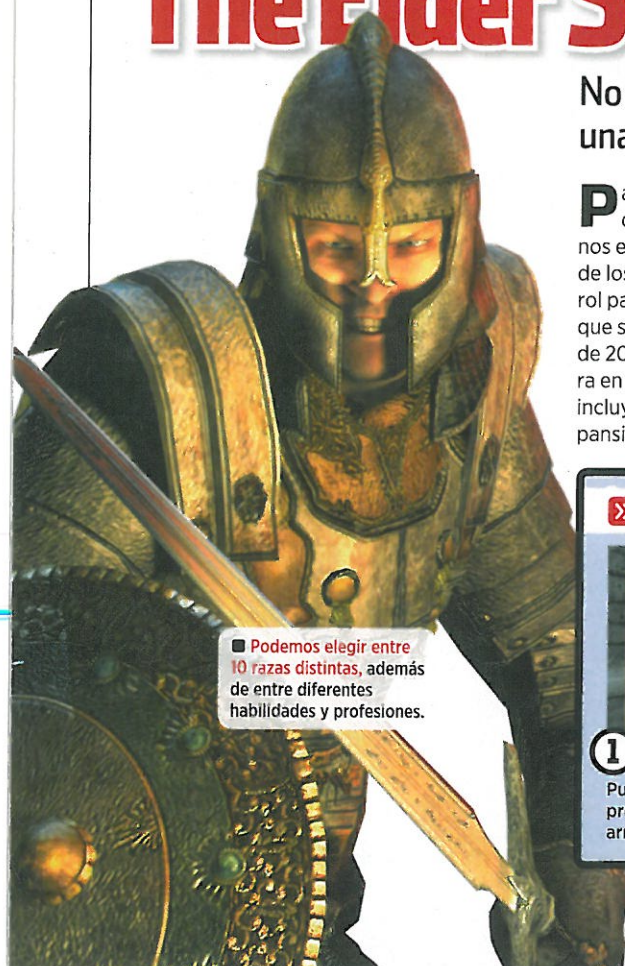 The Elder S
No
una
P
nos e
de los
rol pa
que s
de 20
ra en
incluy
pansi
Podemos elegir entre
10 razas distintas, además
de entre diferentes
habilidades y profesiones.
1
Pu
pr
arr